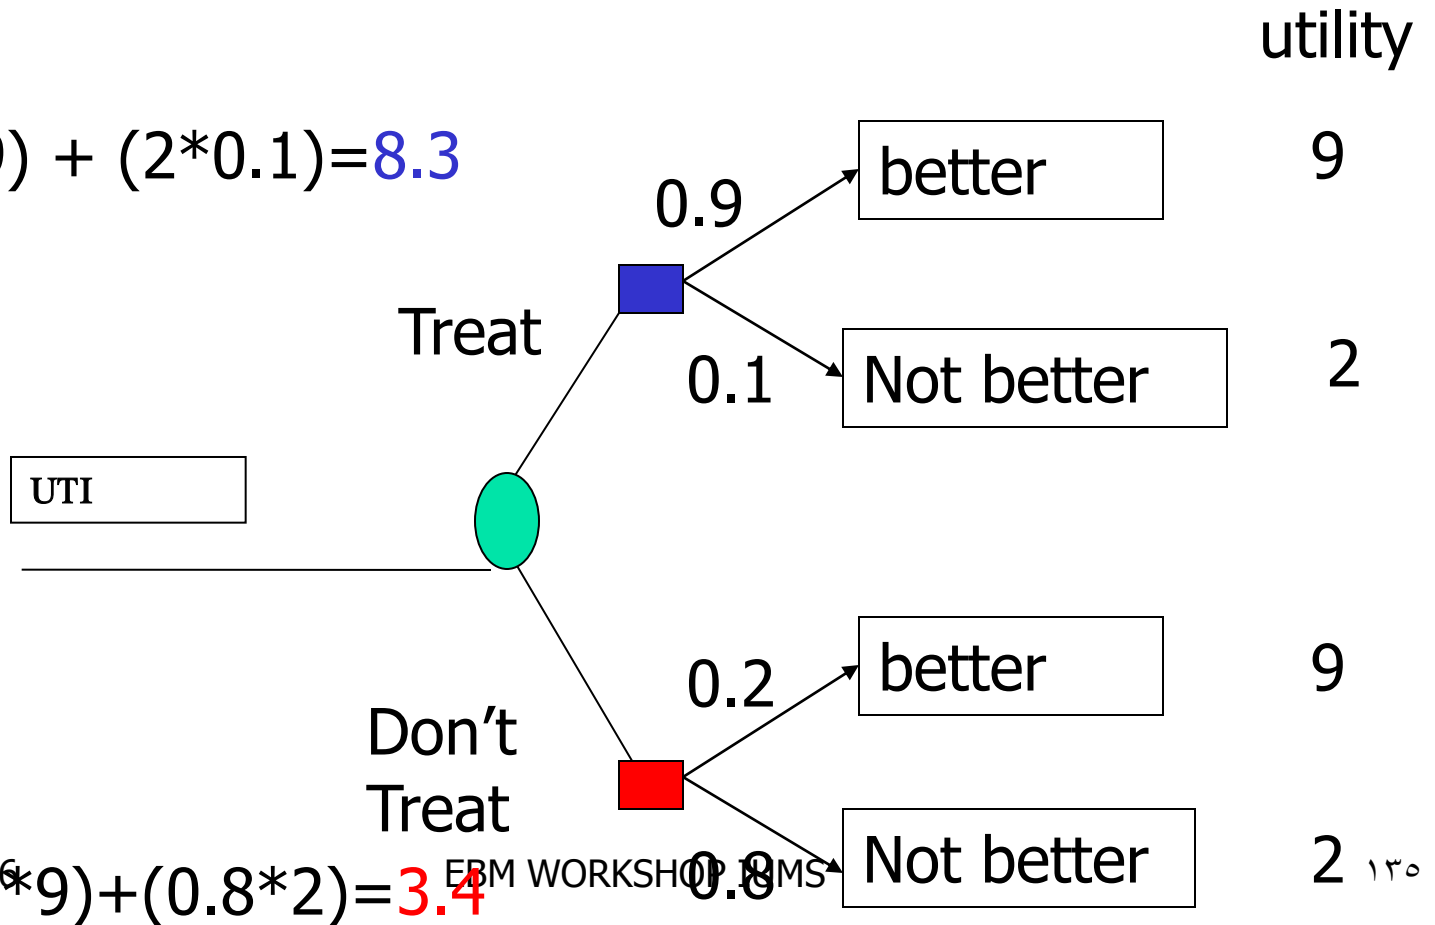 utility
) + (2*0.1)=8.3
better
9
0.9
Treat
0.1
Not better
2
UTI
better
9
0.2
Don't
Treat
0.8
Not better
2
*9)+(0.8*2)=3.4
EBM WORKSHOP IUMS
١٣٥